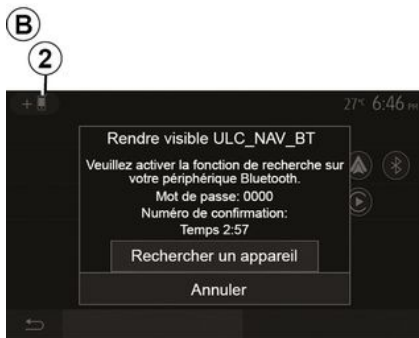 B
2
27°C 6:46 PM
Rendre visible ULC_NAV_BT
Veuillez activer la fonction de recherche sur
votre périphérique Bluetooth.
Mot de passe: 0000
Numéro de confirmation:
Temps 2:57
Rechercher un appareil
Annuler